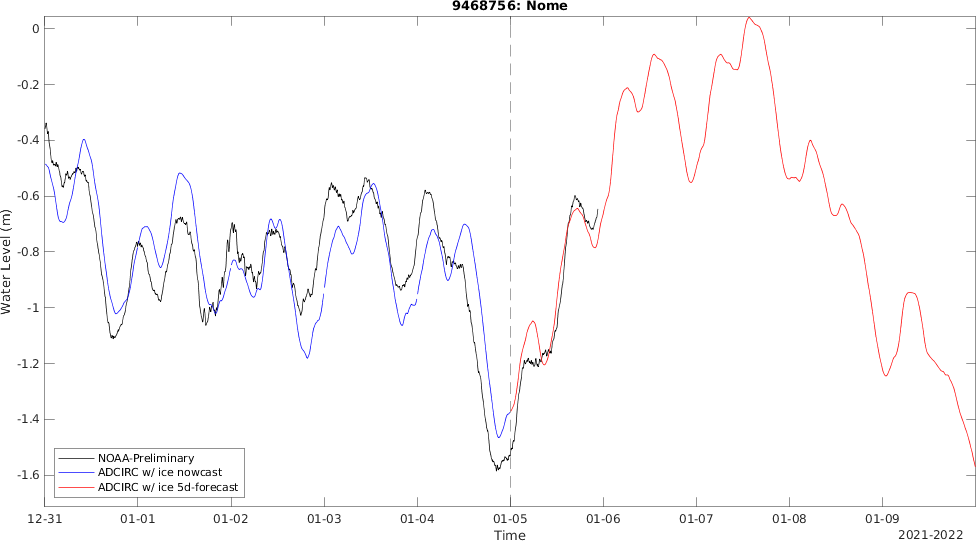 9468756: Nome
Water Level (m)
0
-0.2
-0.4
-0.6
-0.8
-1
-1.2
-1.4
-1.6
NOAA-Preliminary
ADCIRC w/ ice nowcast
ADCIRC w/ ice 5d-forecast
12-31 01-01 01-02 01-03 01-04 01-05 01-06 01-07 01-08 01-09
Time
2021-2022